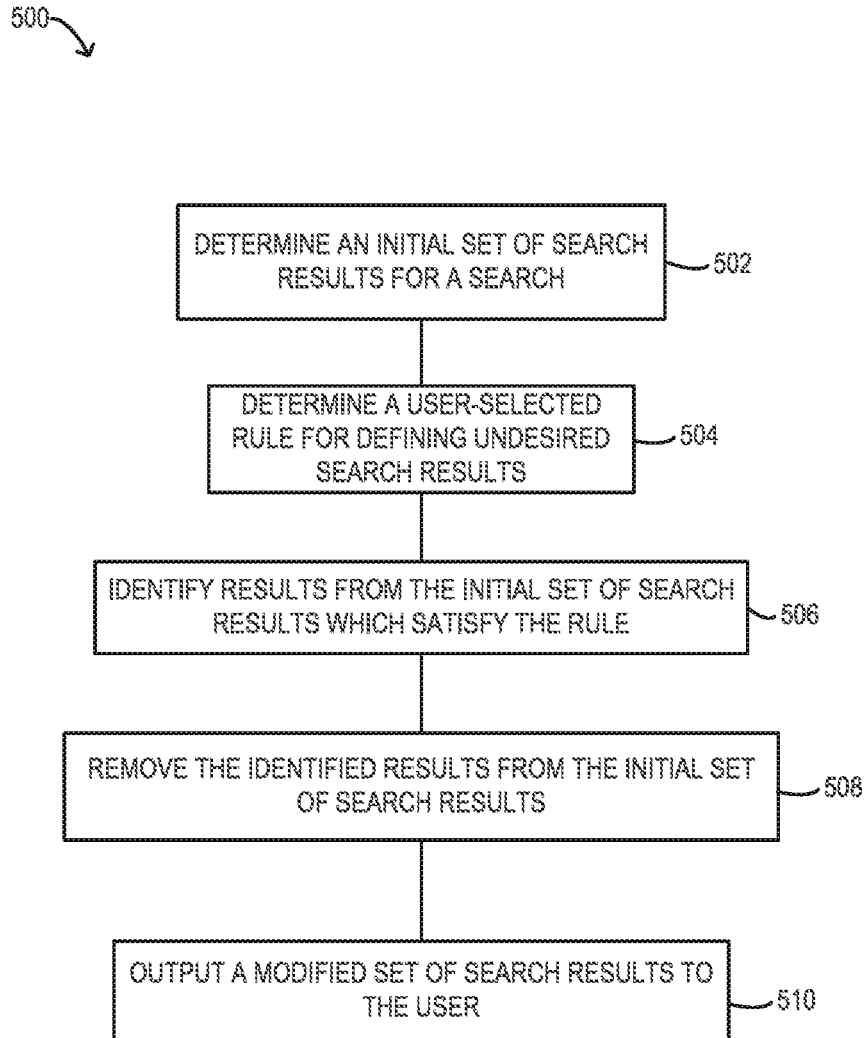 500
DETERMINE AN INITIAL SET OF SEARCH
RESULTS FOR A SEARCH
502
DETERMINE A USER-SELECTED
RULE FOR DEFINING UNDESIRED
SEARCH RESULTS
504
IDENTIFY RESULTS FROM THE INITIAL SET OF SEARCH
RESULTS WHICH SATISFY THE RULE
506
REMOVE THE IDENTIFIED RESULTS FROM THE INITIAL SET
OF SEARCH RESULTS
508
OUTPUT A MODIFIED SET OF SEARCH RESULTS TO
THE USER
510